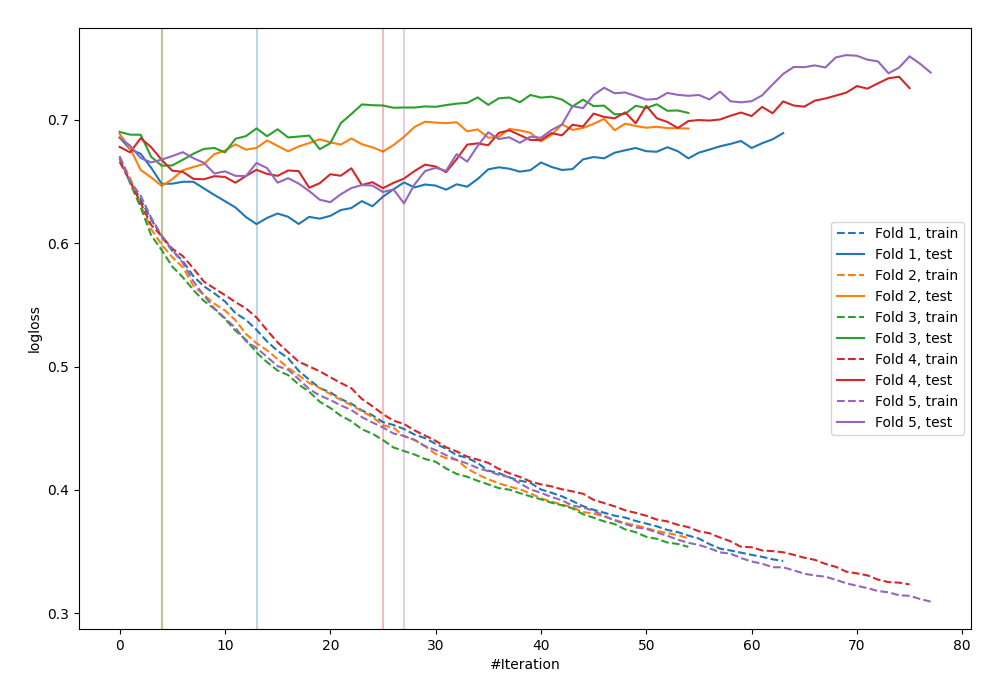 0.7
0.6
0.5
0.4
0.3
logloss
0 10 20 30 40 50 60 70 80
#Iteration
Fold 1, train
Fold 1, test
Fold 2, train
Fold 2, test
Fold 3, train
Fold 3, test
Fold 4, train
Fold 4, test
Fold 5, train
Fold 5, test